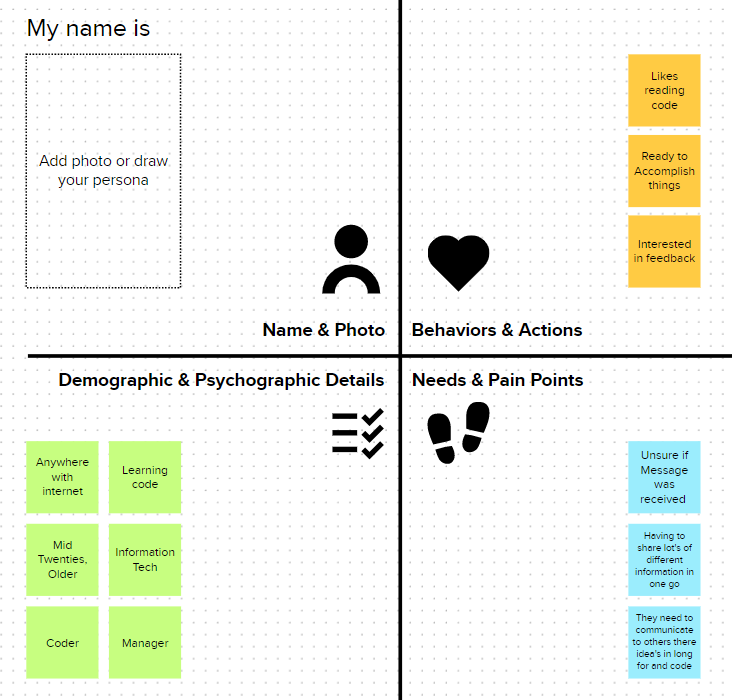 My name is
Add photo or draw
your persona
Name & Photo
Likes
reading
code
Ready to
Accomplish
things
Interested
in feedback
Behaviors & Actions
Demographic & Psychographic Details
Anywhere
with
internet
Learning
code
Mid
Twenties,
Older
Information
Tech
Coder
Manager
Needs & Pain Points
Unsure if
Message
was
received
Having to
share lot's of
different
information in
one go
They need to
communicate
to others there
idea's in long
for and code